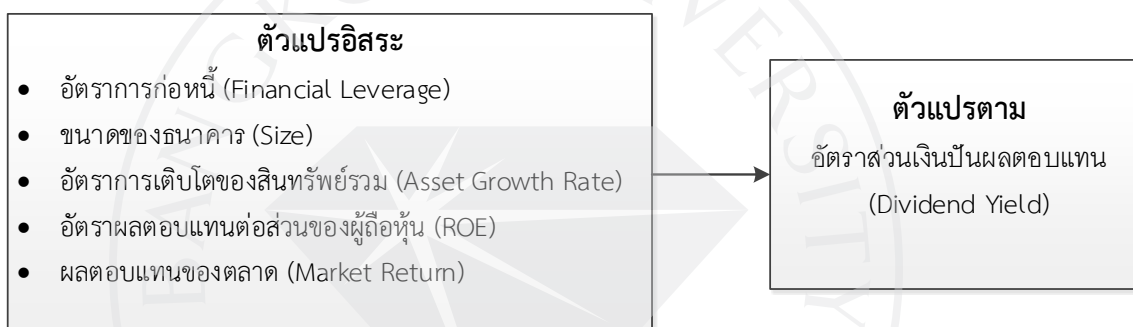 ตัวแปรอิสระ
• อัตราการก่อหนี้ (Financial Leverage)
• ขนาดของธนาคาร (Size)
• อัตราการเติบโตของสินทรัพย์รวม (Asset Growth Rate)
• อัตราผลตอบแทนต่อส่วนของผู้ถือหุ้น (ROE)
• ผลตอบแทนของตลาด (Market Return)
ตัวแปรตาม
อัตราส่วนเงินปันผลตอบแทน
(Dividend Yield)